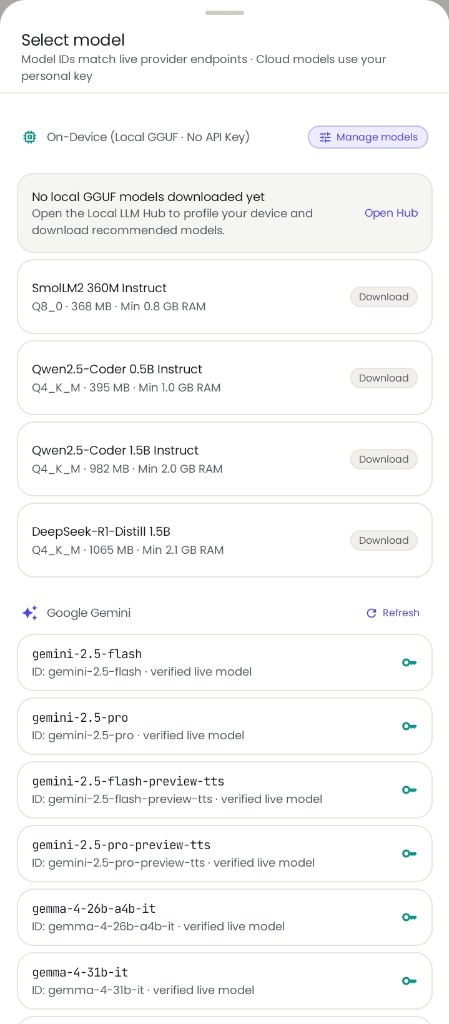 Select model
Model IDs match live provider endpoints · Cloud models use your
personal key
On-Device (Local GGUF · No API Key)
Manage models
No local GGUF models downloaded yet
Open the Local LLM Hub to profile your device and
download recommended models.
Open Hub
SmolLM2 360M Instruct
Q8_0 · 368 MB · Min 0.8 GB RAM
Download
Qwen2.5-Coder 0.5B Instruct
Q4_K_M · 395 MB · Min 1.0 GB RAM
Download
Qwen2.5-Coder 1.5B Instruct
Q4_K_M · 982 MB · Min 2.0 GB RAM
Download
DeepSeek-R1-Distill 1.5B
Q4_K_M · 1065 MB · Min 2.1 GB RAM
Download
Google Gemini
Refresh
gemini-2.5-flash
ID: gemini-2.5-flash · verified live model
gemini-2.5-pro
ID: gemini-2.5-pro · verified live model
gemini-2.5-flash-preview-tts
ID: gemini-2.5-flash-preview-tts · verified live model
gemini-2.5-pro-preview-tts
ID: gemini-2.5-pro-preview-tts · verified live model
gemma-4-26b-a4b-it
ID: gemma-4-26b-a4b-it · verified live model
gemma-4-31b-it
ID: gemma-4-31b-it · verified live model